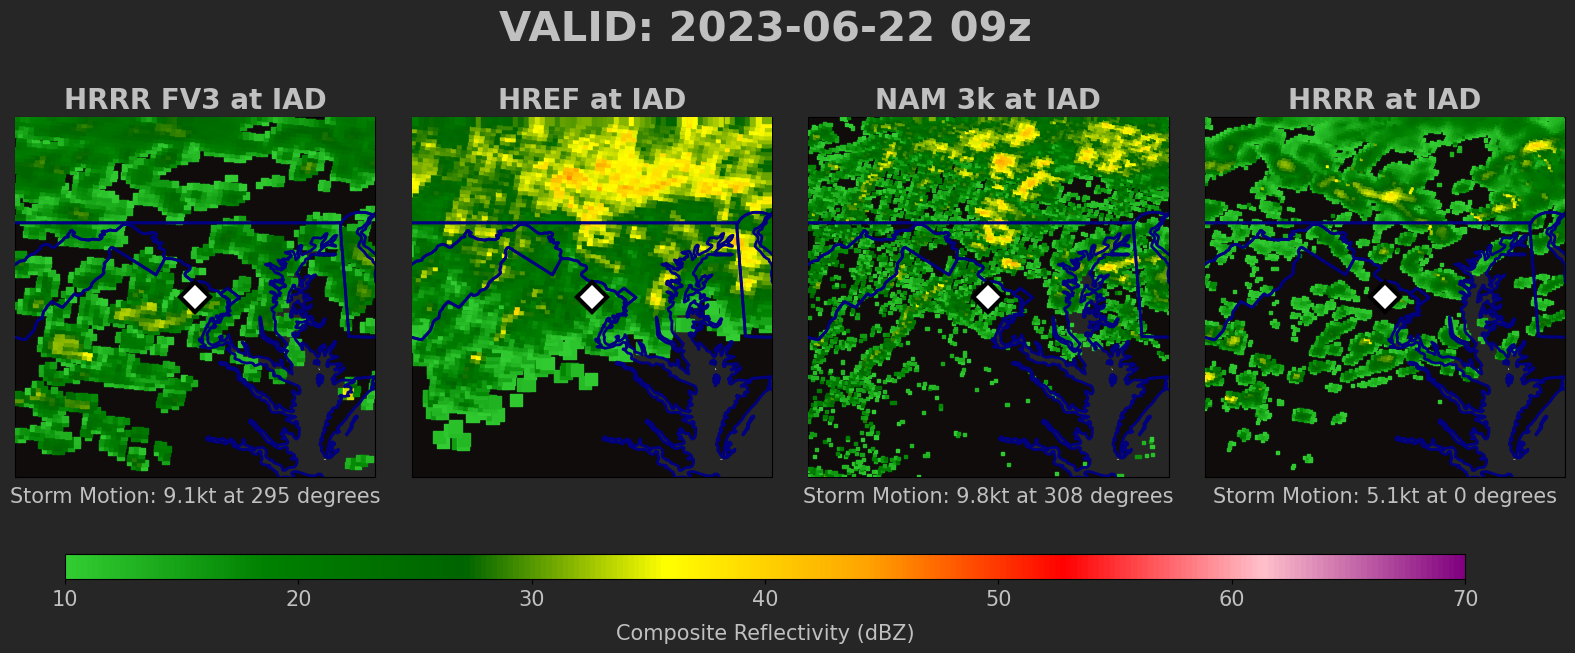 VALID: 2023-06-22 09z
HRRR FV3 at IAD
HREF at IAD
NAM 3k at IAD
HRRR at IAD
Storm Motion: 9.1kt at 295 degrees
Storm Motion: 9.8kt at 308 degrees
Storm Motion: 5.1kt at 0 degrees
10 20 30 40 50 60 70
Composite Reflectivity (dBZ)